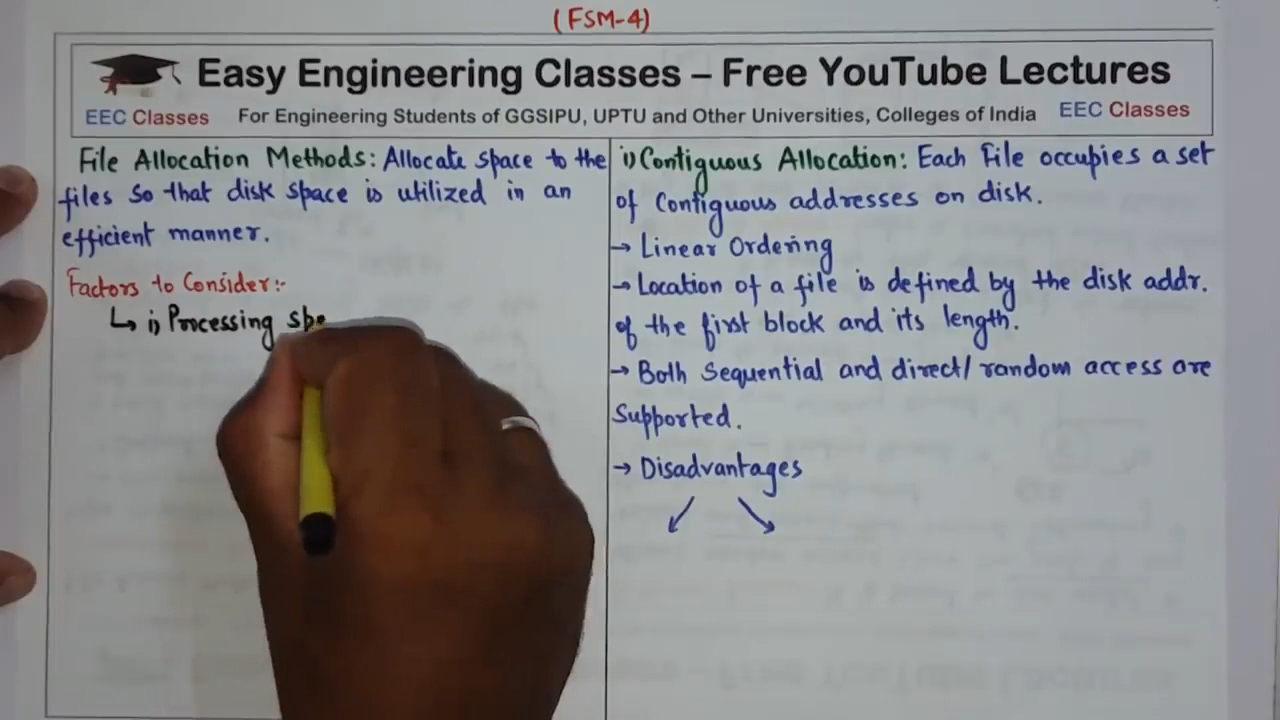 (FSM-4)
Easy Engineering Classes – Free YouTube Lectures
EEC Classes For Engineering Students of GGSIPU, UPTU and Other Universities, Colleges of India EEC Classes
File Allocation Methods: Allocate space to the
files so that disk space is utilized in an
efficient manner.
Factors to Consider:-
↳ i) Processing spe
i) Contiguous Allocation: Each File occupies a set
of Contiguous addresses on disk.
→ Linear Ordering
→ Location of a file is defined by the disk addr.
of the first block and its length.
→ Both Sequential and direct/random access are
Supported.
→ Disadvantages